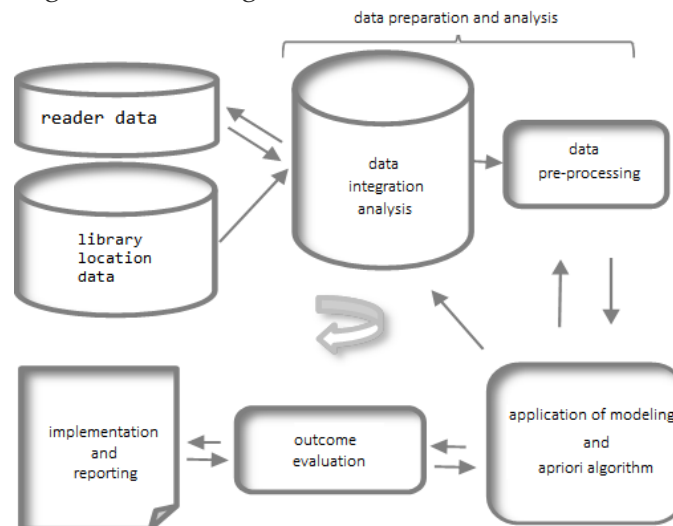 data preparation and analysis
reader data
data
integration
analysis
data
pre-processing
library
location
data
implementation
and
reporting
outcome
evaluation
application of modeling
and
apriori algorithm